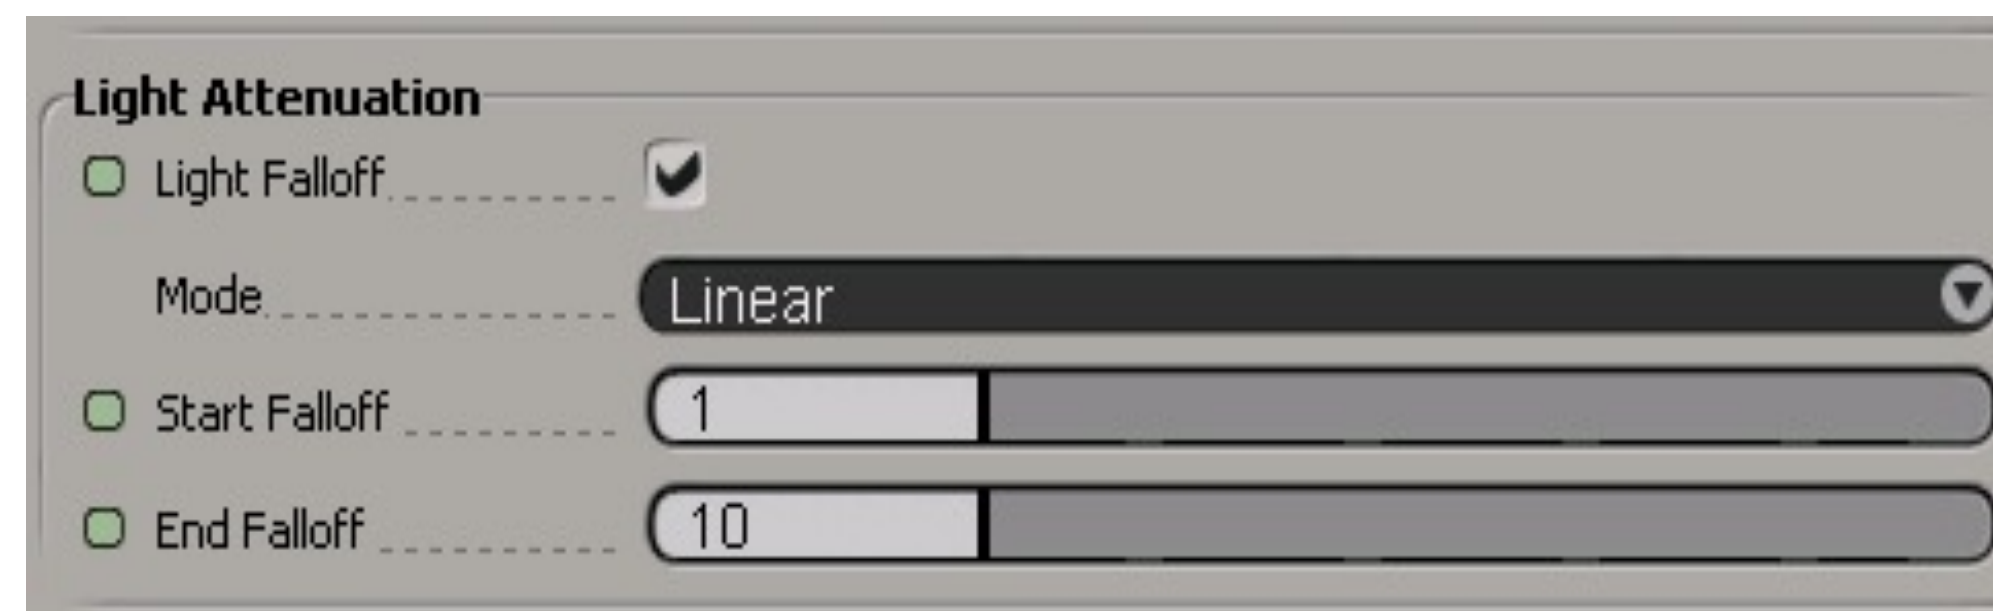 Light Attenuation
Light Falloff
Mode Linear
Start Falloff 1
End Falloff 10